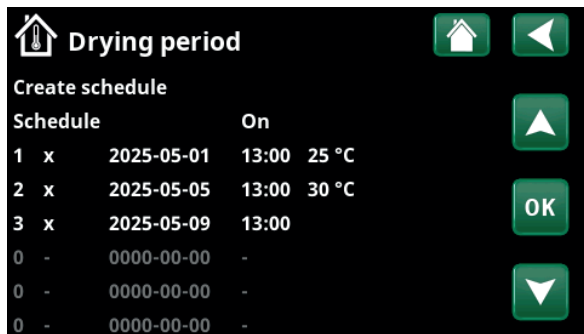 Drying period
Create schedule
Schedule On
1 x 2025-05-01 13:00 25 °C
2 x 2025-05-05 13:00 30 °C
3 x 2025-05-09 13:00
OK
0 - 0000-00-00 -
0 - 0000-00-00 -
0 - 0000-00-00 -